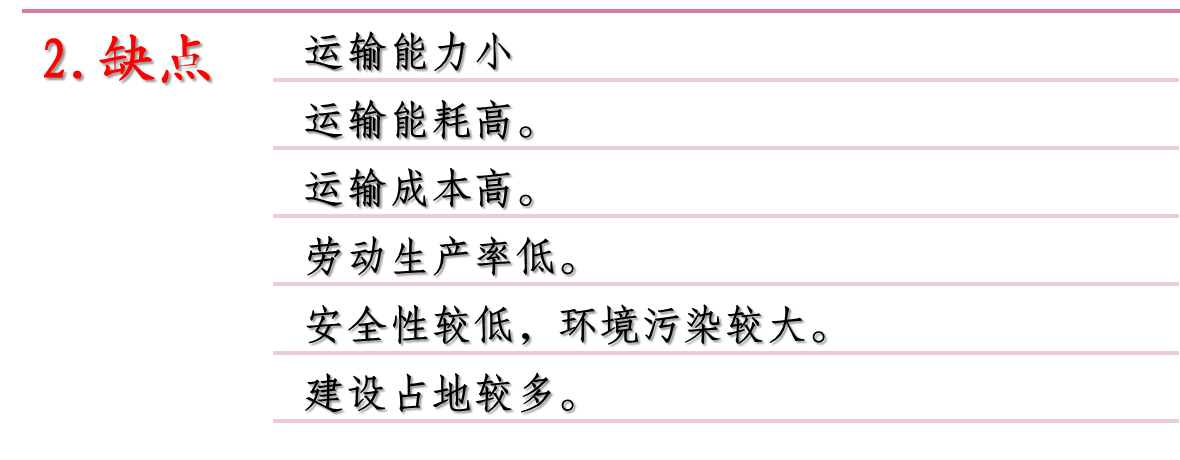 2.缺点
运输能力小
运输能耗高。
运输成本高。
劳动生产率低。
安全性较低，环境污染较大。
建设占地较多。